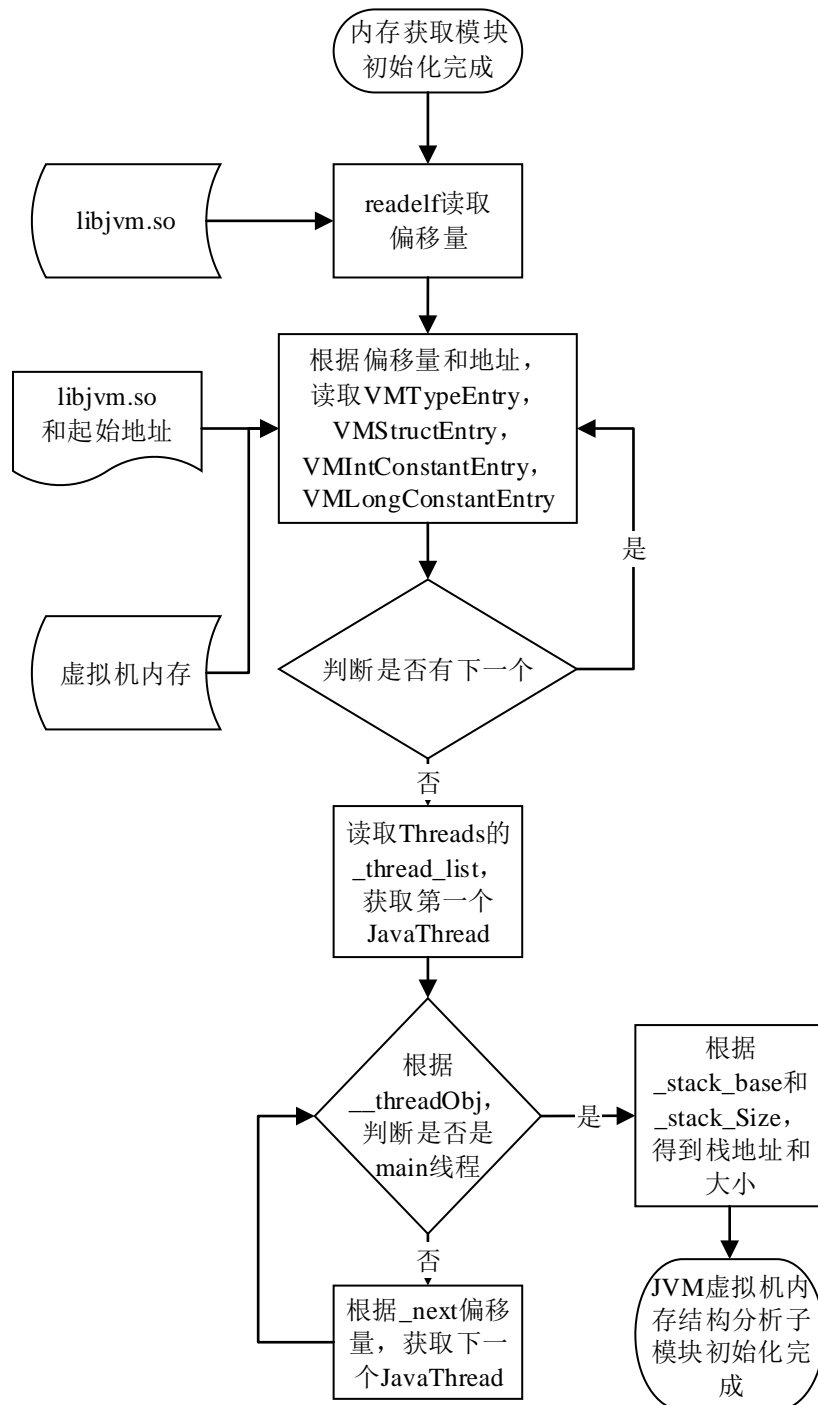 内存获取模块
初始化完成
libjvm.so
readelf读取
偏移量
libjvm.so
和起始地址
根据偏移量和地址，
读取VMTypeEntry，
VMStructEntry，
VMIntConstantEntry，
VMLongConstantEntry
是
虚拟机内存
判断是否有下一个
否
读取Threads的
_thread_list，
获取第一个
JavaThread
根据
__threadObj，
判断是否是
main线程
是
根据
_stack_base和
_stack_Size，
得到栈地址和
大小
否
根据_next偏移
量，获取下一
个JavaThread
JVM虚拟机内
存结构分析子
模块初始化完
成